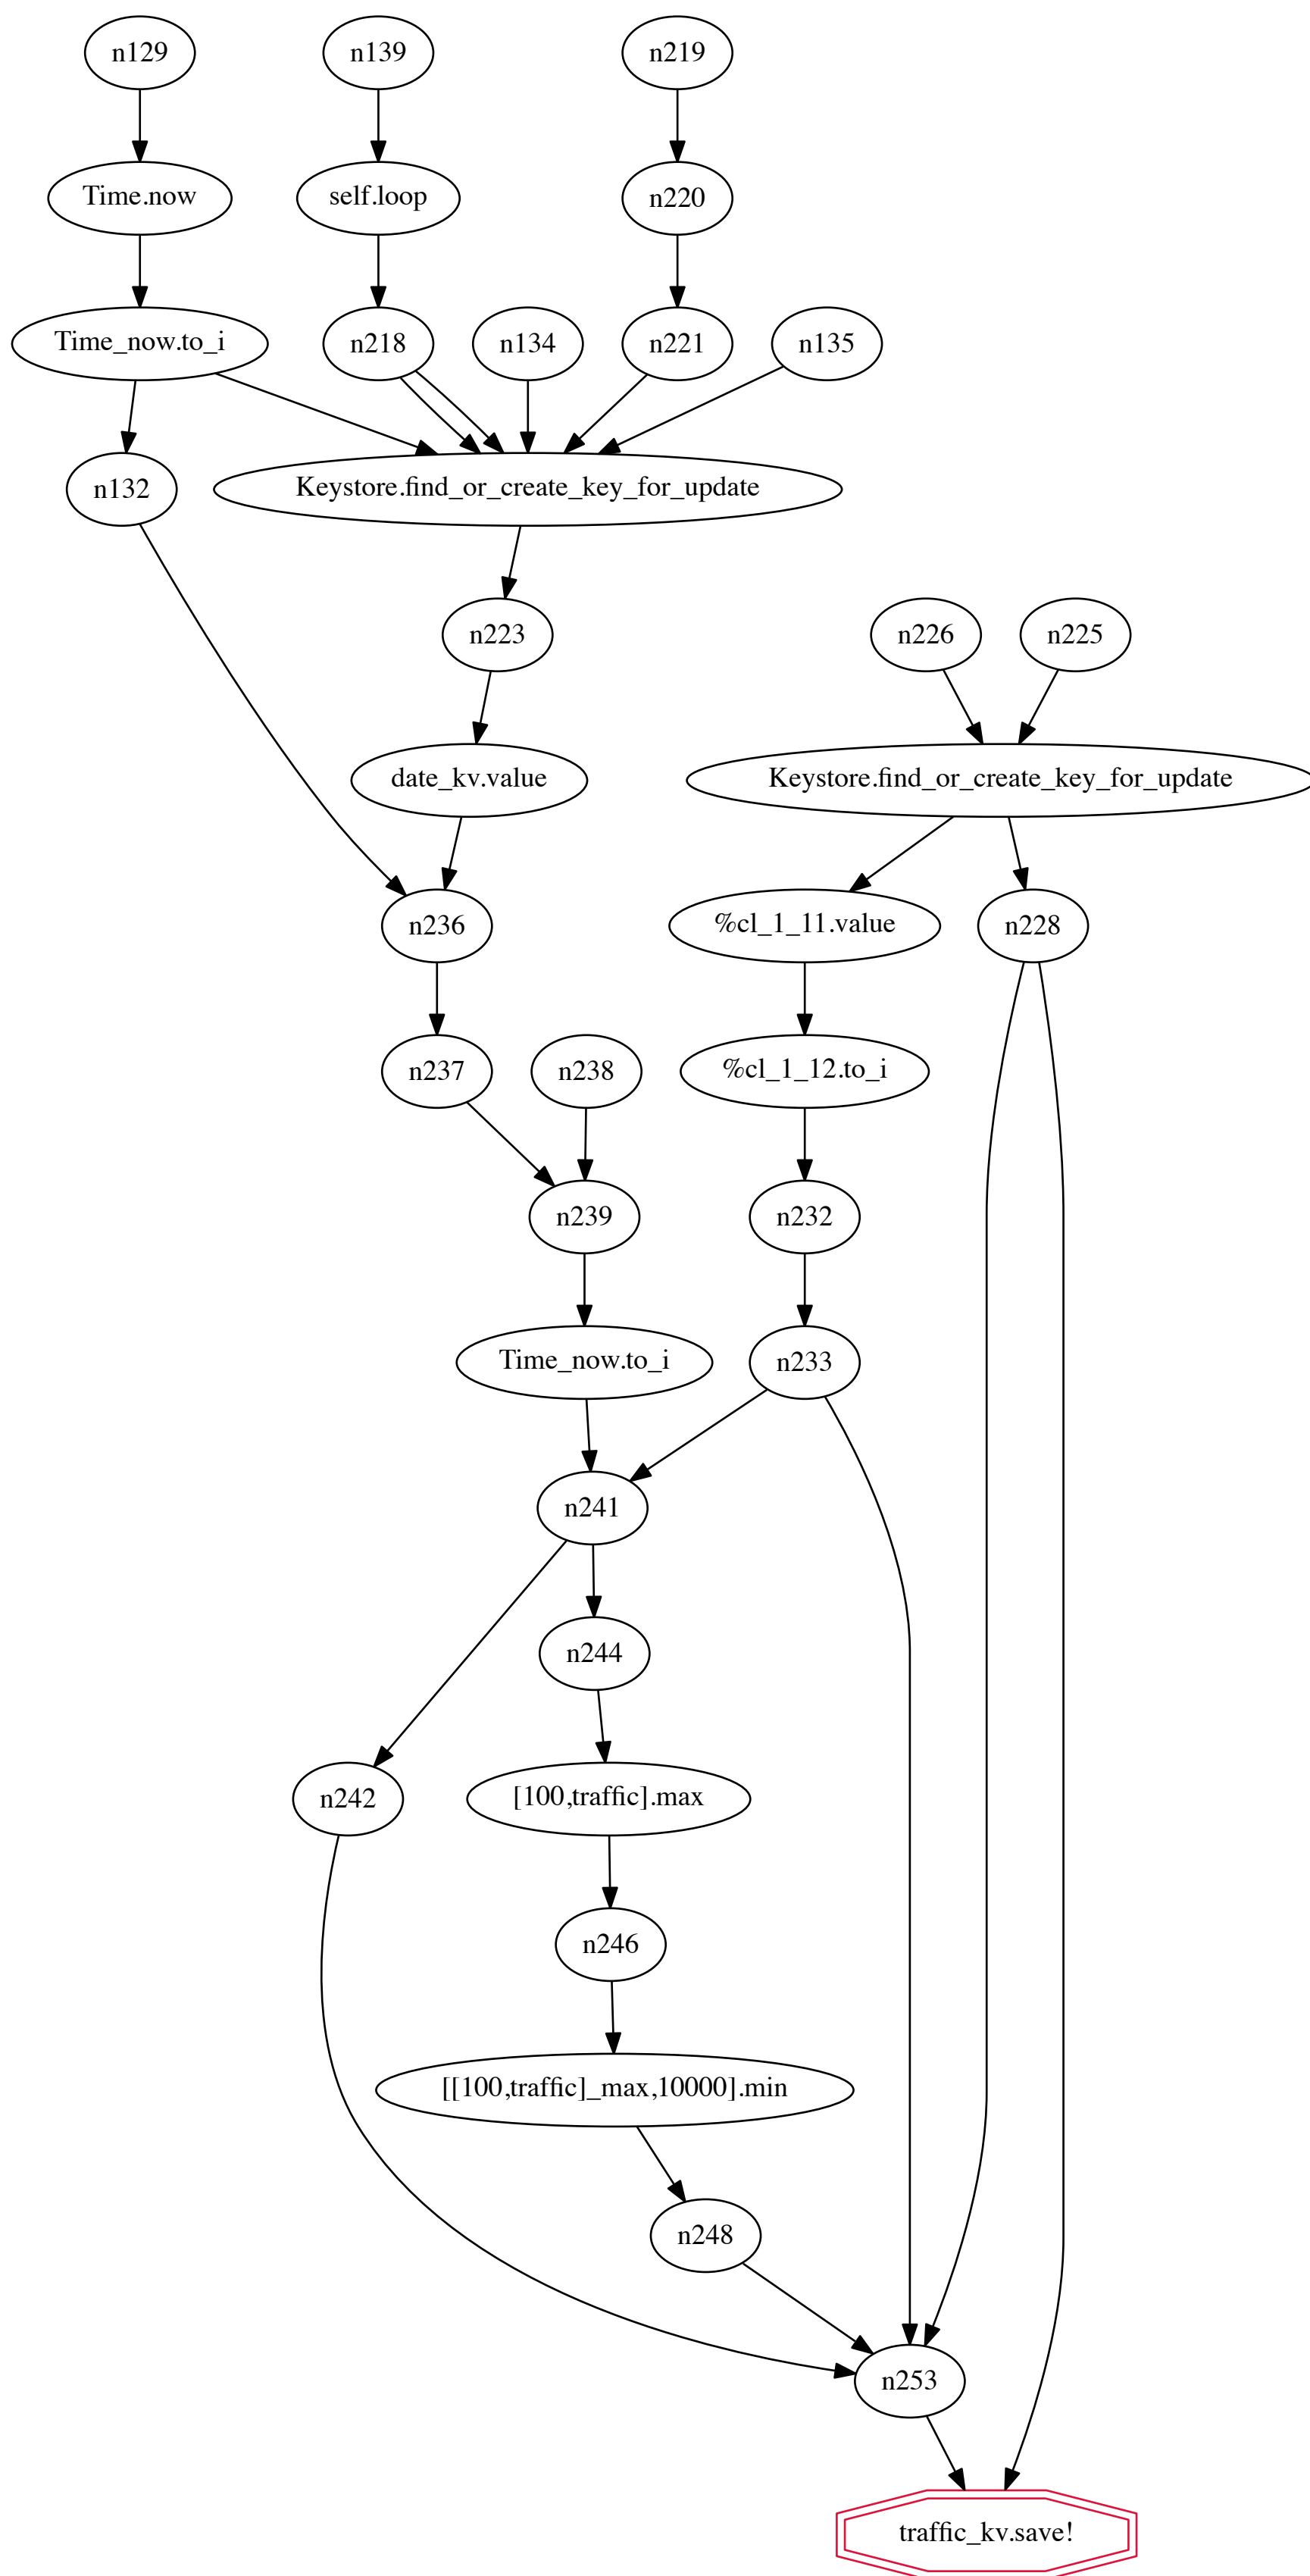 n129
n139
n219
Time.now
self.loop
n220
Time_now.to_i
n218
n134
n221
n135
n132
Keystore.find_or_create_key_for_update
n223
n226
n225
date_kv.value
Keystore.find_or_create_key_for_update
n236
%cl_1_11.value
n228
n237
n238
%cl_1_12.to_i
n239
n232
Time_now.to_i
n233
n241
n244
n242
[100,traffic].max
n246
[[100,traffic]_max,10000].min
n248
n253
traffic_kv.save!